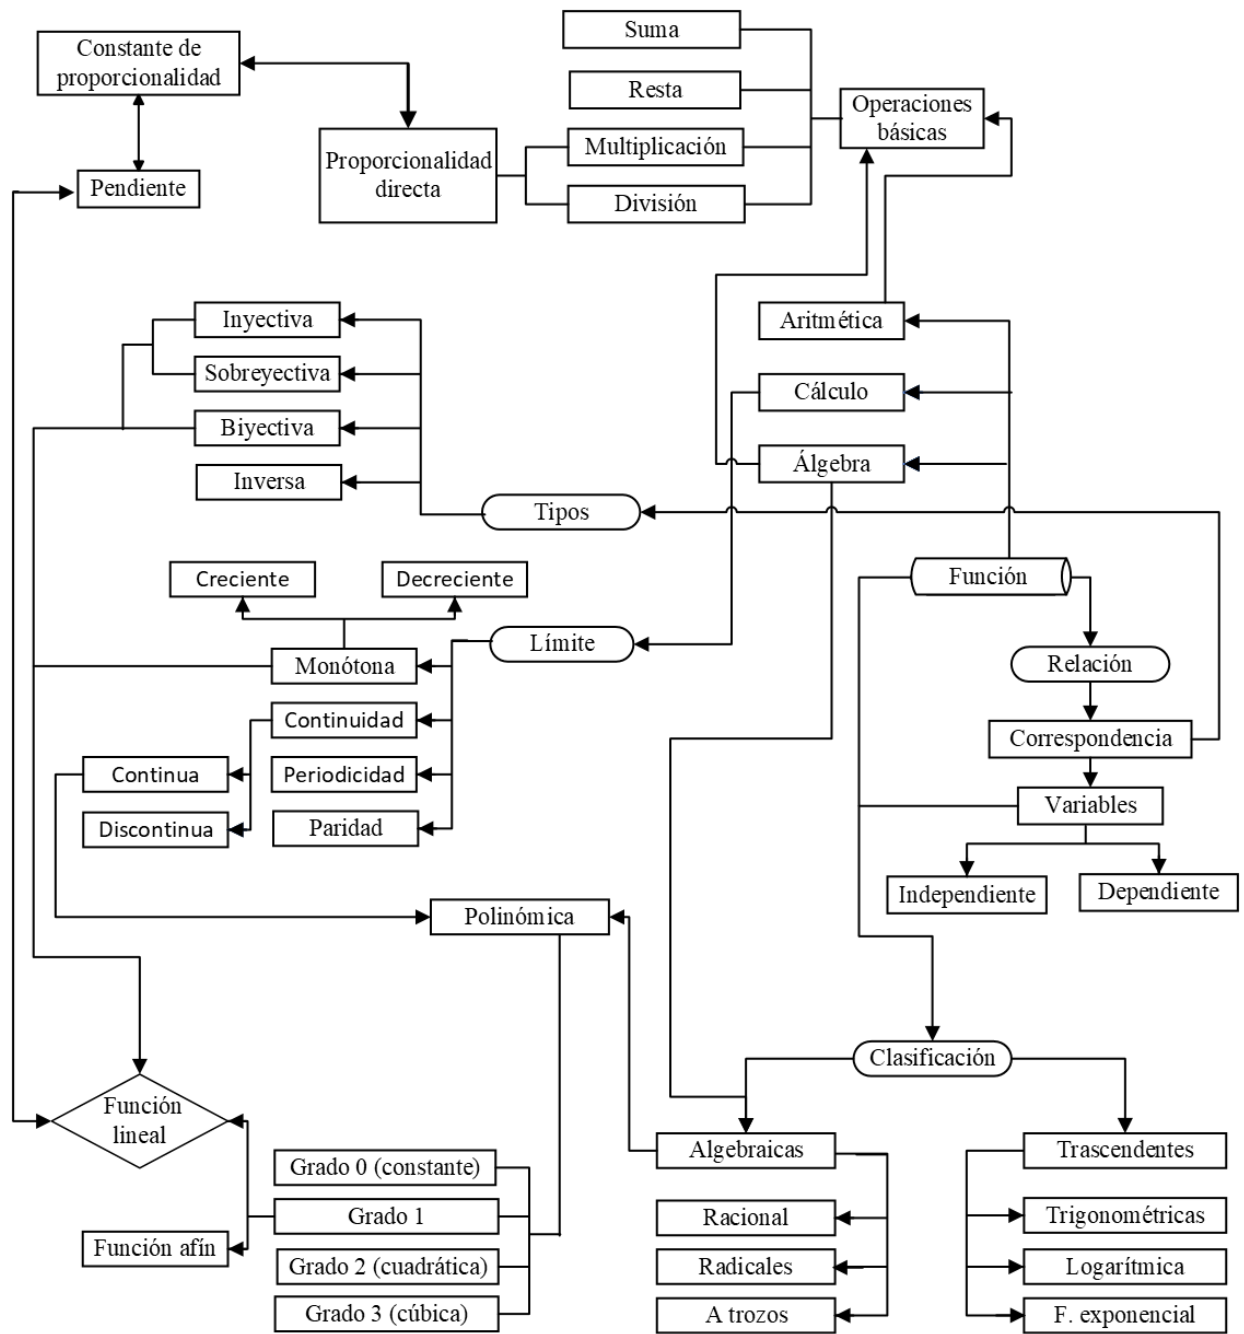 Constante de
proporcionalidad
Suma
Resta
Operaciones
básicas
Multiplicación
Proporcionalidad
directa
Pendiente
División
Inyectiva
Aritmética
Sobreyectiva
Cálculo
Biyectiva
Álgebra
Inversa
Tipos
Creciente
Decreciente
Función
Límite
Monótona
Relación
Continuidad
Correspondencia
Continua
Periodicidad
Variables
Discontinua
Paridad
Independiente
Dependiente
Polinómica
Clasificación
Función
lineal
Algebraicas
Trascendentes
Grado 0 (constante)
Grado 1
Racional
Trigonométricas
Función afín
Grado 2 (cuadrática)
Radicales
Logarítmica
Grado 3 (cúbica)
A trozos
F. exponencial